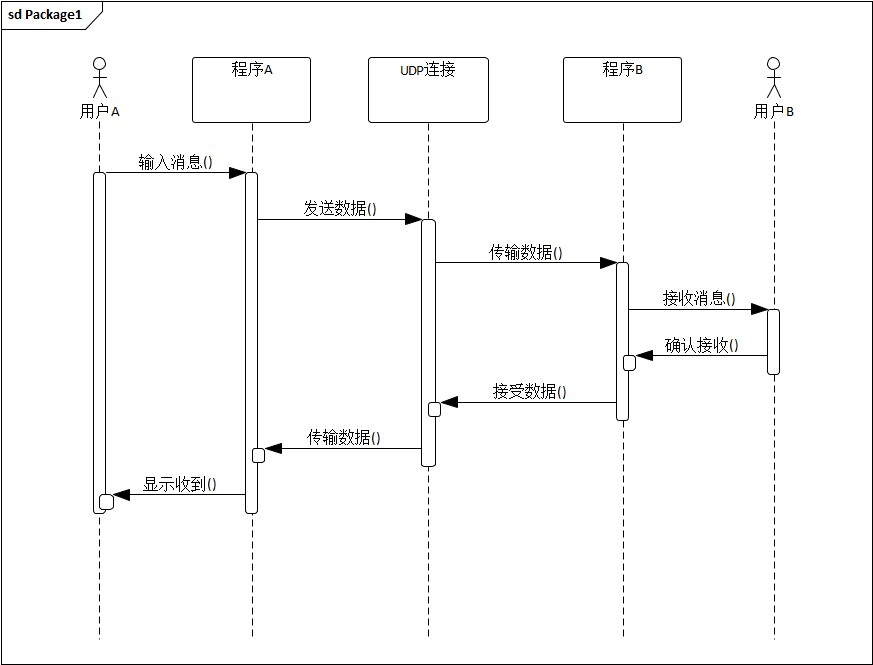 sd Package1
用户A
程序A
UDP连接
程序B
用户B
输入消息()
发送数据()
传输数据()
接收消息()
确认接收()
接受数据()
传输数据()
显示收到()